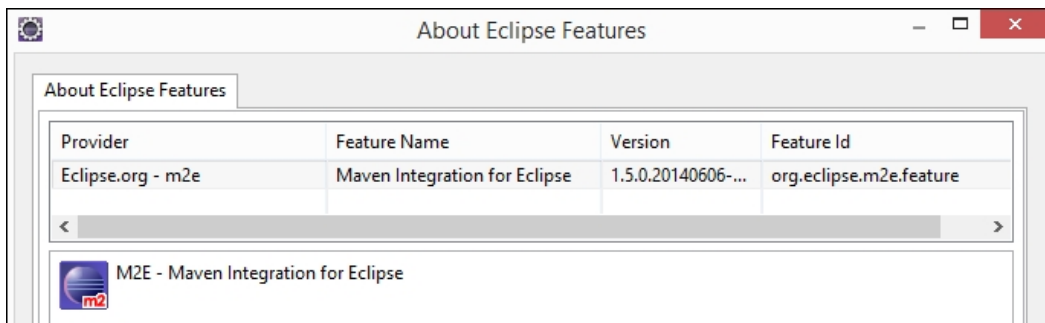 About Eclipse Features
About Eclipse Features
Provider Feature Name Version Feature Id
Eclipse.org - m2e Maven Integration for Eclipse 1.5.0.20140606-... org.eclipse.m2e.feature
M2E - Maven Integration for Eclipse
m2